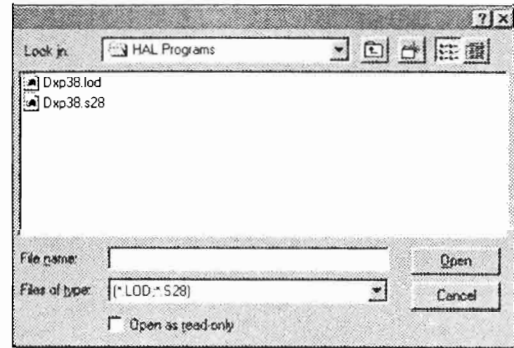 Look in: HAL Programs
Dxp38.lod
Dxp38.s28
File name: Open
Files of type: (*.LOD;*.S28) Cancel
Open as read-only